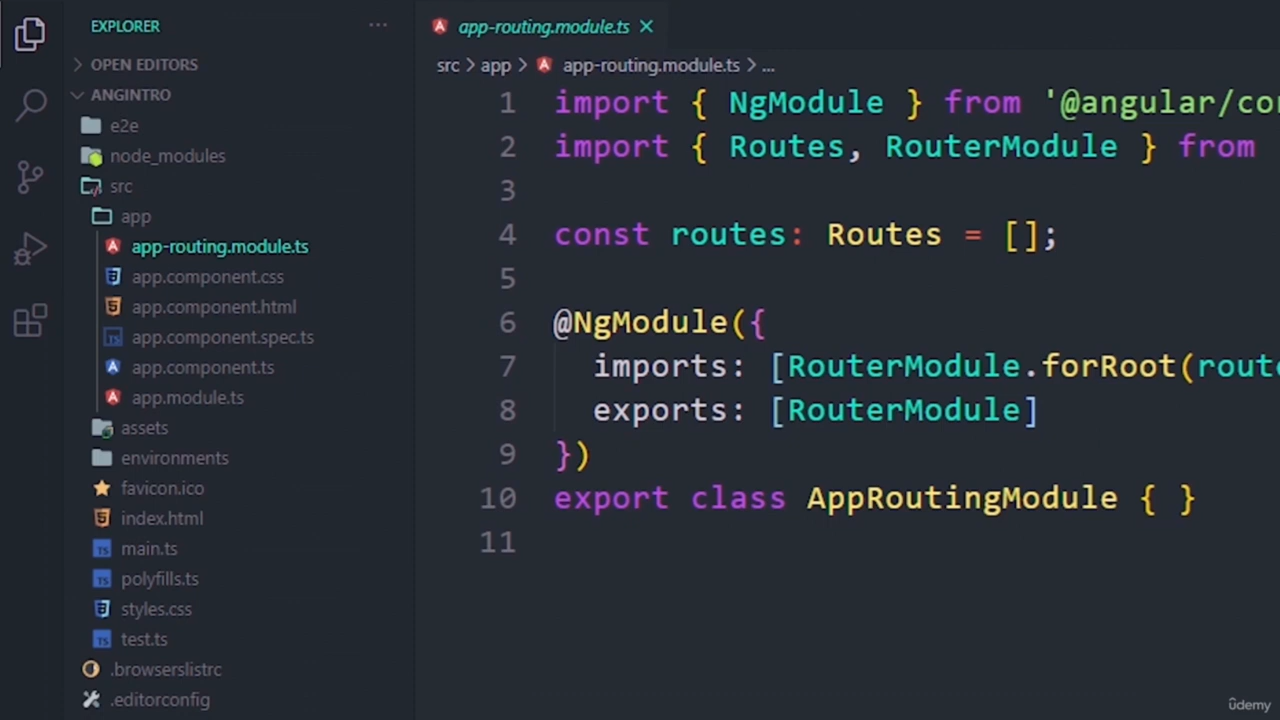 EXPLORER
···
OPEN EDITORS
ANGINTRO
e2e
node_modules
src
app
app-routing.module.ts
app.component.css
app.component.html
app.component.spec.ts
app.component.ts
app.module.ts
assets
environments
favicon.ico
index.html
main.ts
polyfills.ts
styles.css
test.ts
.browserslistrc
.editorconfig
app-routing.module.ts
src > app > app-routing.module.ts > ...
1 import { NgModule } from '@angular/co
2 import { Routes, RouterModule } from
3
4 const routes: Routes = [];
5
6 @NgModule({
7 imports: [RouterModule.forRoot(route
8 exports: [RouterModule]
9 })
10 export class AppRoutingModule { }
11
ûdemy